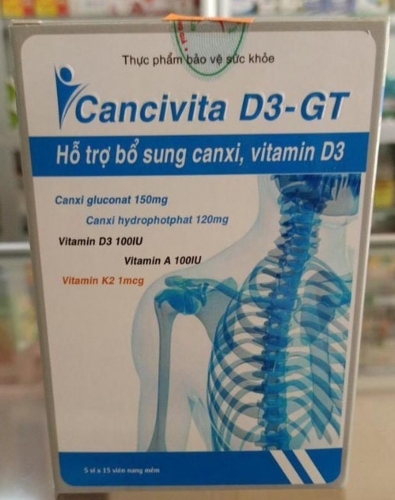 Thực phẩm bảo vệ sức khỏe
Cancivita D3-GT
Hỗ trợ bổ sung canxi, vitamin D3
Canxi gluconat 150mg
Canxi hydrophotphat 120mg
Vitamin D3 100IU
Vitamin A 100IU
Vitamin K2 1mcg
5 vỉ x 15 viên nang mềm